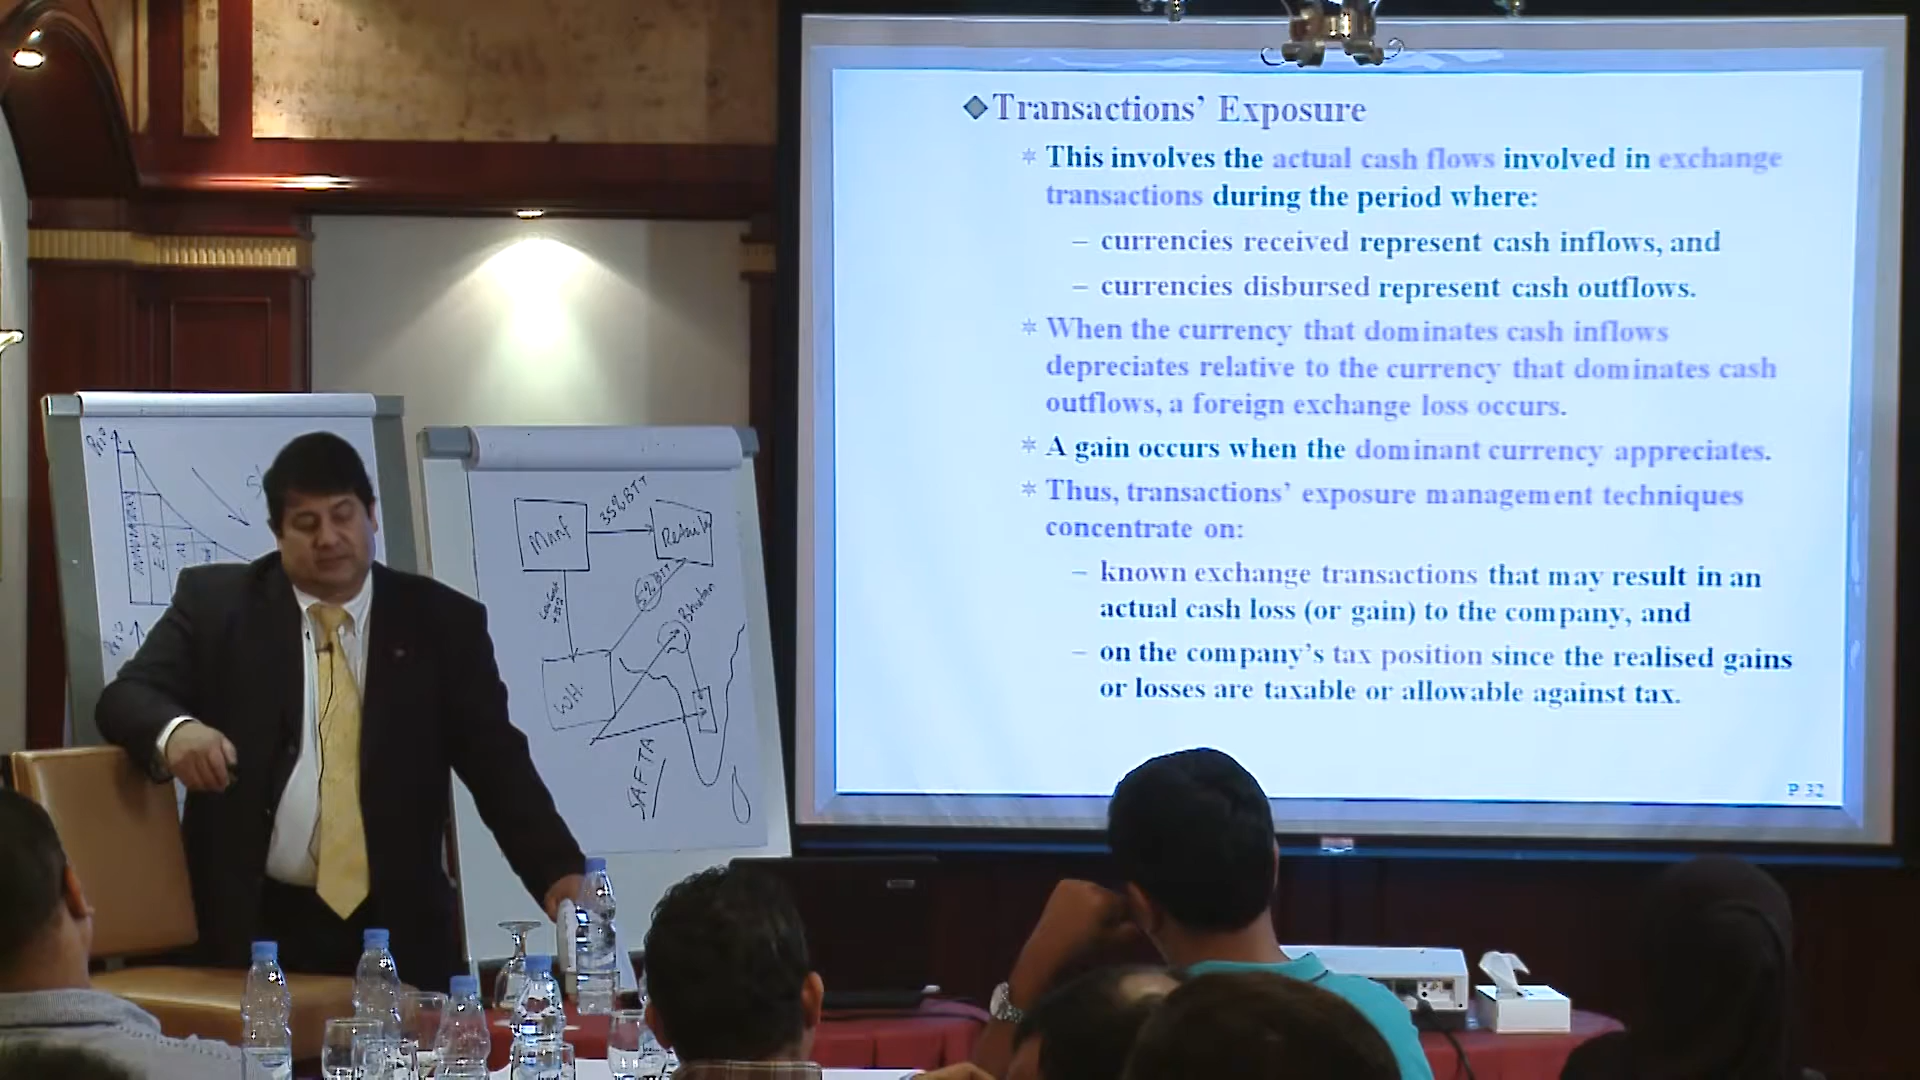 Transactions' Exposure
This involves the actual cash flows involved in exchange
transactions during the period where:
– currencies received represent cash inflows, and
– currencies disbursed represent cash outflows.
When the currency that dominates cash inflows
depreciates relative to the currency that dominates cash
outflows, a foreign exchange loss occurs.
A gain occurs when the dominant currency appreciates.
Thus, transactions' exposure management techniques
concentrate on:
– known exchange transactions that may result in an
actual cash loss (or gain) to the company, and
– on the company's tax position since the realised gains
or losses are taxable or allowable against tax.
P 32
35% BTT
Manf
WH.
Bhutan
SAFTA